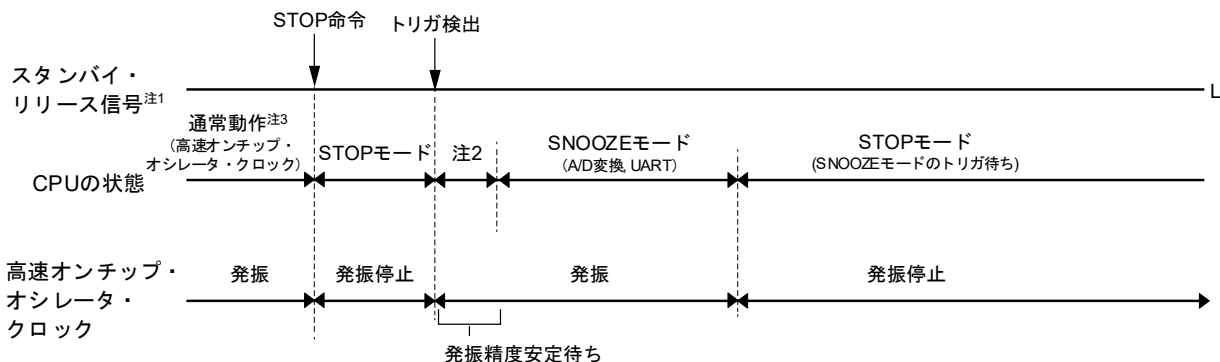 STOP命令
トリガ検出
スタンバイ・
リリース信号注1
L
通常動作注3
(高速オンチップ・
オシレータ・クロック)
STOPモード
注2
SNOOZEモード
(A/D変換, UART)
STOPモード
(SNOOZEモードのトリガ待ち)
CPUの状態
高速オンチップ・
オシレータ・
クロック
発振
発振停止
発振
発振停止
発振精度安定待ち